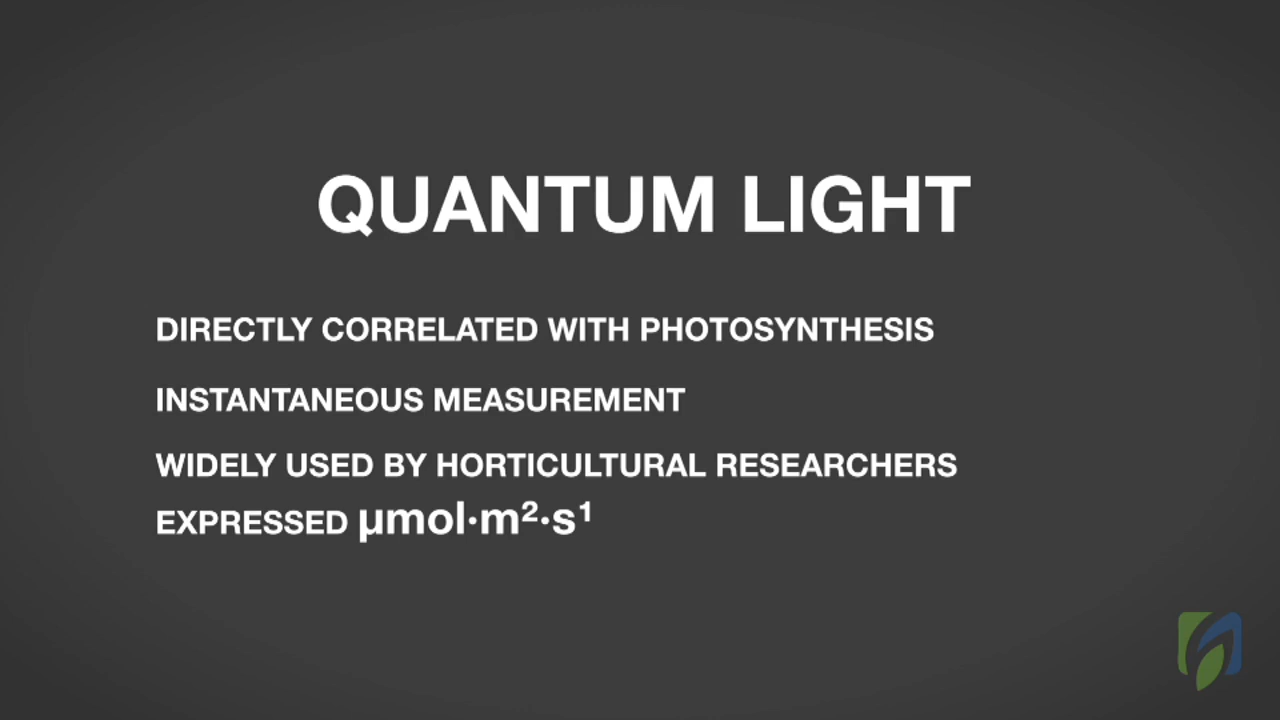 QUANTUM LIGHT
DIRECTLY CORRELATED WITH PHOTOSYNTHESIS
INSTANTANEOUS MEASUREMENT
WIDELY USED BY HORTICULTURAL RESEARCHERS
EXPRESSED µmol·m²·s¹